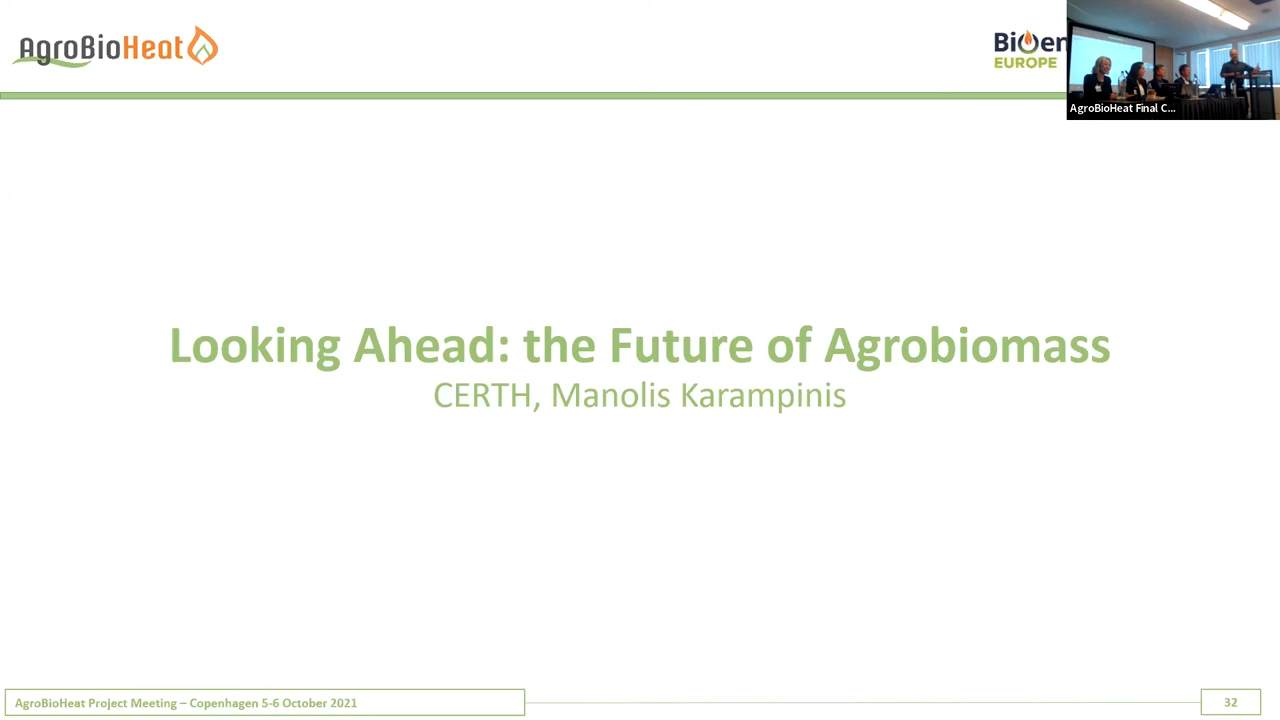 AgroBioHeat
BiOen
EUROPE
AgroBioHeat Final C...
Looking Ahead: the Future of Agrobiomass
CERTH, Manolis Karampinis
AgroBioHeat Project Meeting – Copenhagen 5-6 October 2021
32